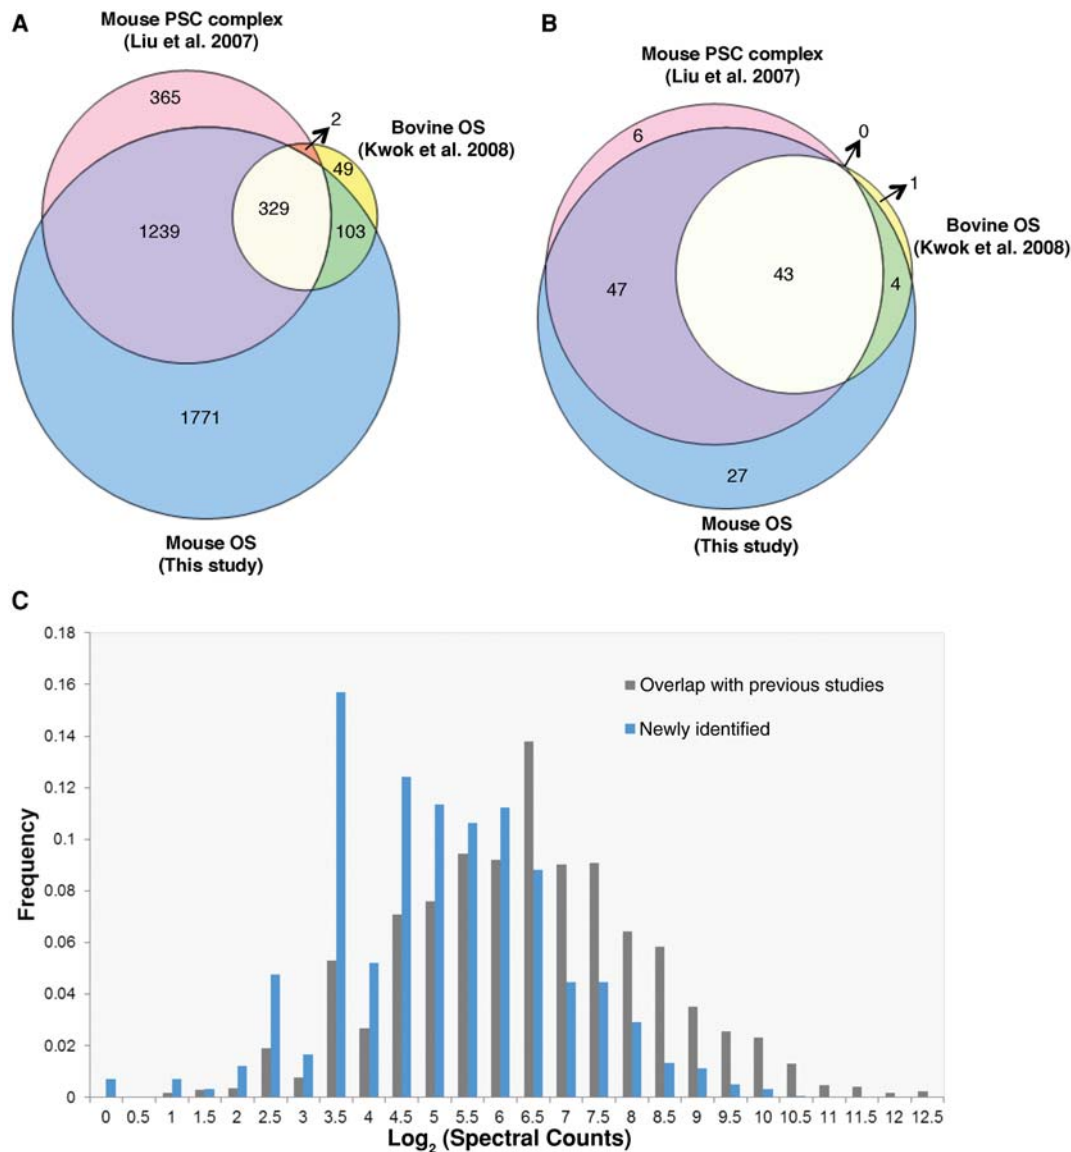 A
Mouse PSC complex
(Liu et al. 2007)
365
2
Bovine OS
(Kwok et al. 2008)
49
329
1239
103
1771
Mouse OS
(This study)
B
Mouse PSC complex
(Liu et al. 2007)
6
0
1
Bovine OS
(Kwok et al. 2008)
43
47
4
27
Mouse OS
(This study)
C
0.18
0.16
0.14
0.12
0.1
0.08
0.06
0.04
0.02
0
Frequency
Overlap with previous studies
Newly identified
0 0.5 1 1.5 2 2.5 3 3.5 4 4.5 5 5.5 6 6.5 7 7.5 8 8.5 9 9.5 10 10.5 11 11.5 12 12.5
Log₂ (Spectral Counts)